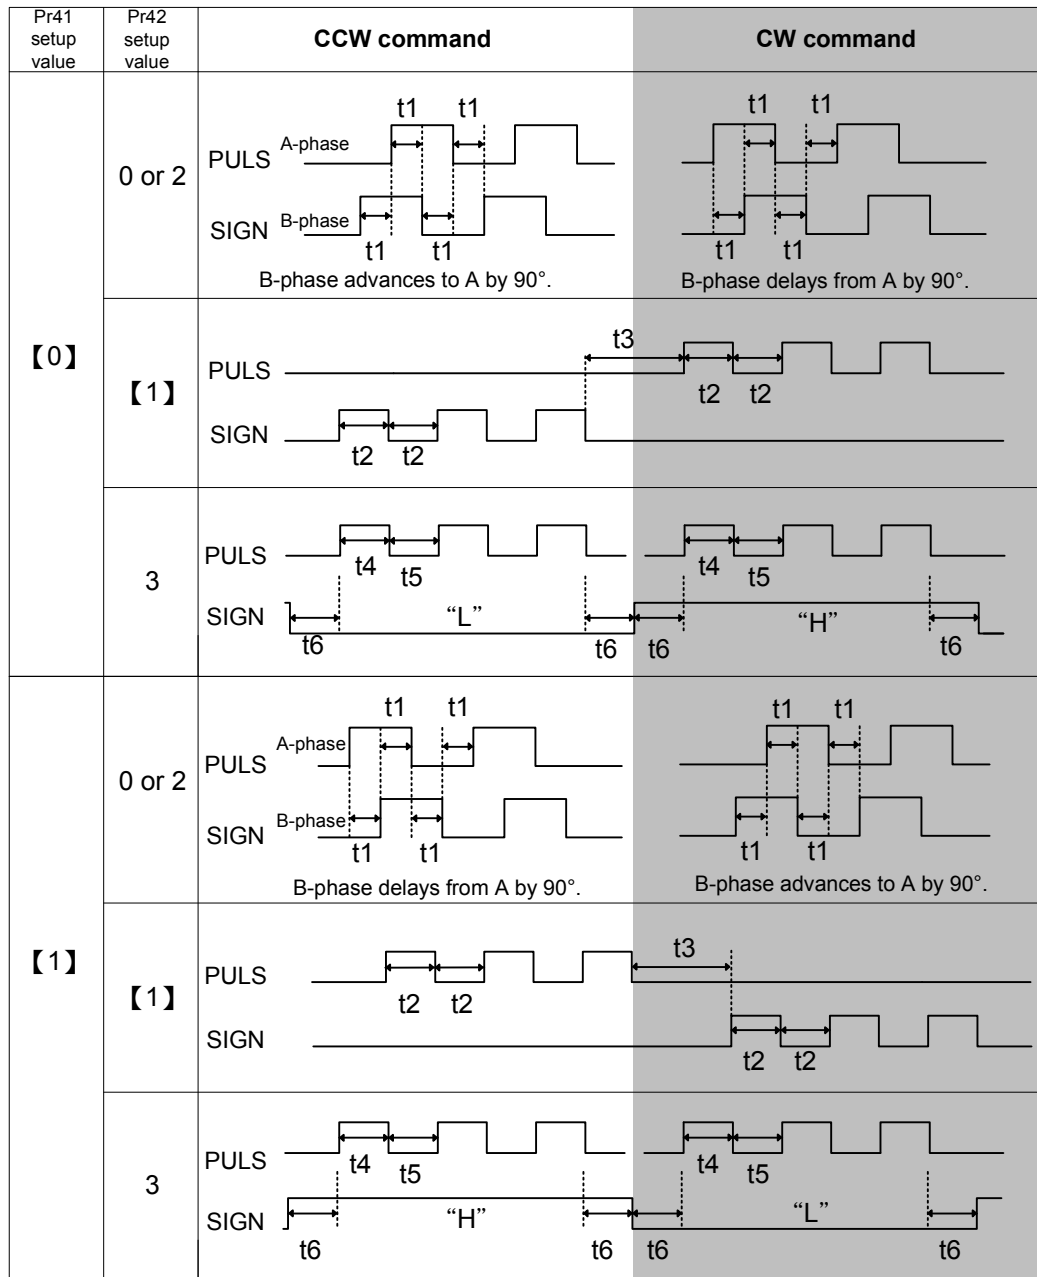 Pr41
setup
value
Pr42
setup
value
CCW command
CW command
【0】
0 or 2
t1 t1
A-phase
PULS
B-phase
SIGN
t1 t1
B-phase advances to A by 90°.
t1 t1
t1 t1
B-phase delays from A by 90°.
【1】
t3
PULS
t2 t2
SIGN
t2 t2
3
PULS
t4 t5
t4 t5
SIGN
“L”
“H”
t6 t6 t6 t6
【1】
0 or 2
t1 t1
A-phase
PULS
B-phase
SIGN
t1 t1
B-phase delays from A by 90°.
t1 t1
t1 t1
B-phase advances to A by 90°.
【1】
t3
PULS
t2 t2
SIGN
t2 t2
3
PULS
t4 t5
t4 t5
SIGN
“H”
“L”
t6 t6 t6 t6